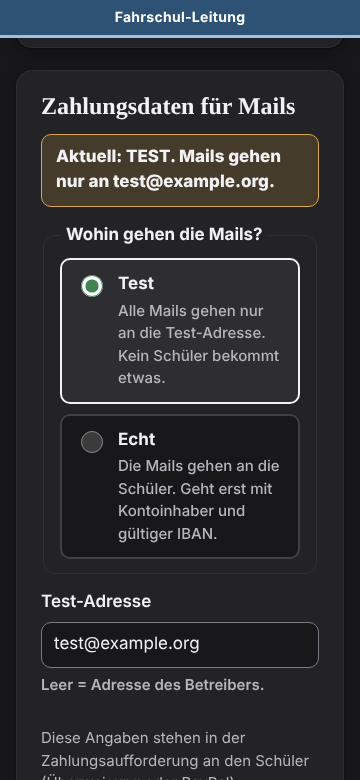 Fahrschul-Leitung
Zahlungsdaten für Mails
Aktuell: TEST. Mails gehen
nur an test@example.org.
Wohin gehen die Mails?
Test
Alle Mails gehen nur
an die Test-Adresse.
Kein Schüler bekommt
etwas.
Echt
Die Mails gehen an die
Schüler. Geht erst mit
Kontoinhaber und
gültiger IBAN.
Test-Adresse
test@example.org
Leer = Adresse des Betreibers.
Diese Angaben stehen in der
Zahlungsaufforderung an den Schüler